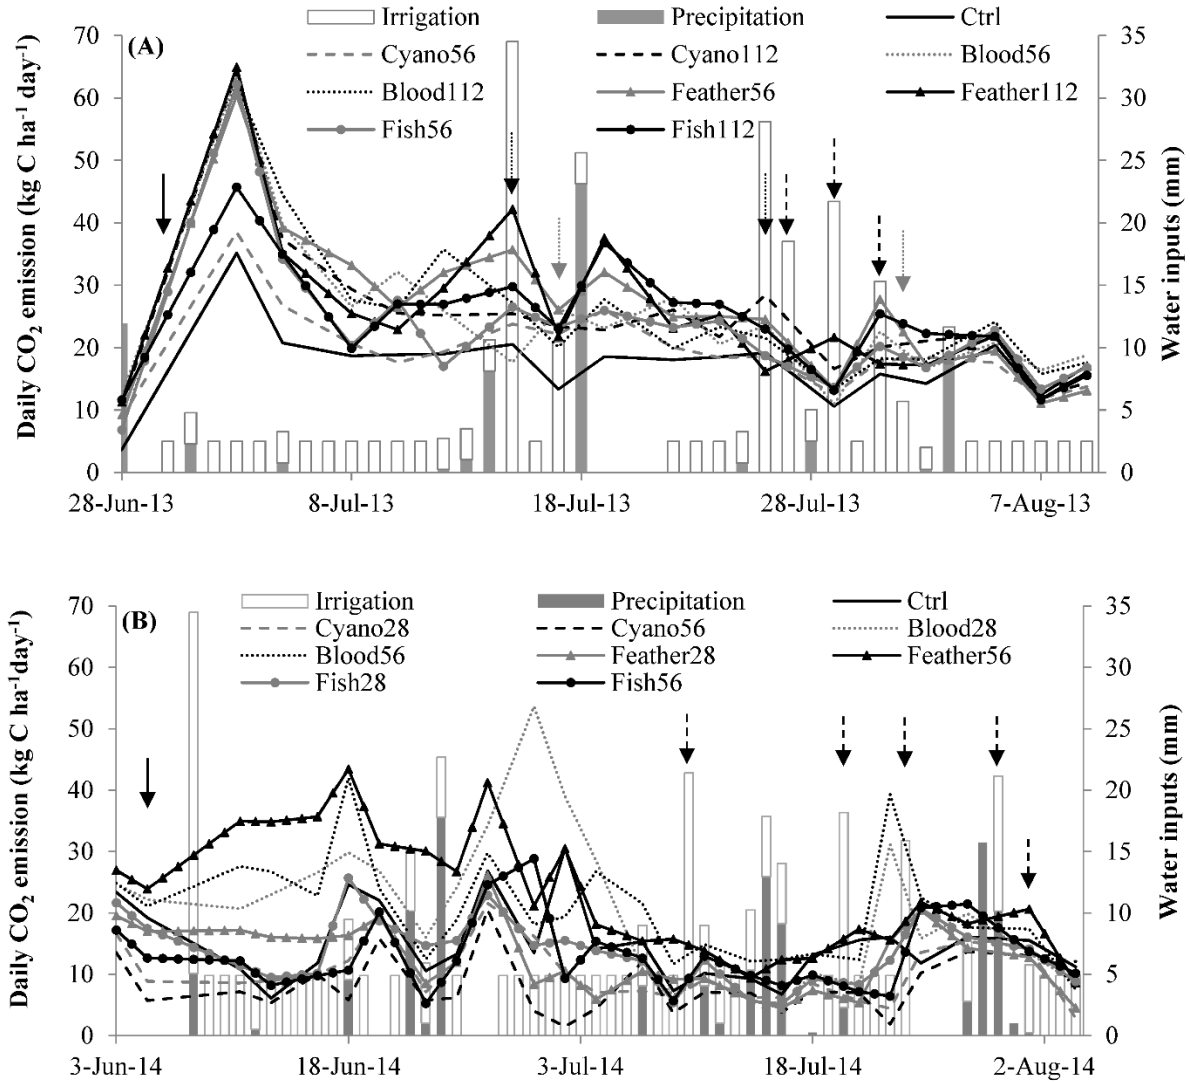 (A)
Irrigation Precipitation Ctrl
Cyano56 Cyano112 Blood56
Blood112 Feather56 Feather112
Fish56 Fish112
Daily CO₂ emission (kg C ha⁻¹ day⁻¹)
70
60
50
40
30
20
10
0
35
30
25
20
15
10
5
0
Water inputs (mm)
28-Jun-13 8-Jul-13 18-Jul-13 28-Jul-13 7-Aug-13
(B)
Irrigation Precipitation Ctrl
Cyano28 Cyano56 Blood28
Blood56 Feather28 Feather56
Fish28 Fish56
Daily CO₂ emission (kg C ha⁻¹day⁻¹)
70
60
50
40
30
20
10
0
35
30
25
20
15
10
5
0
Water inputs (mm)
3-Jun-14 18-Jun-14 3-Jul-14 18-Jul-14 2-Aug-14